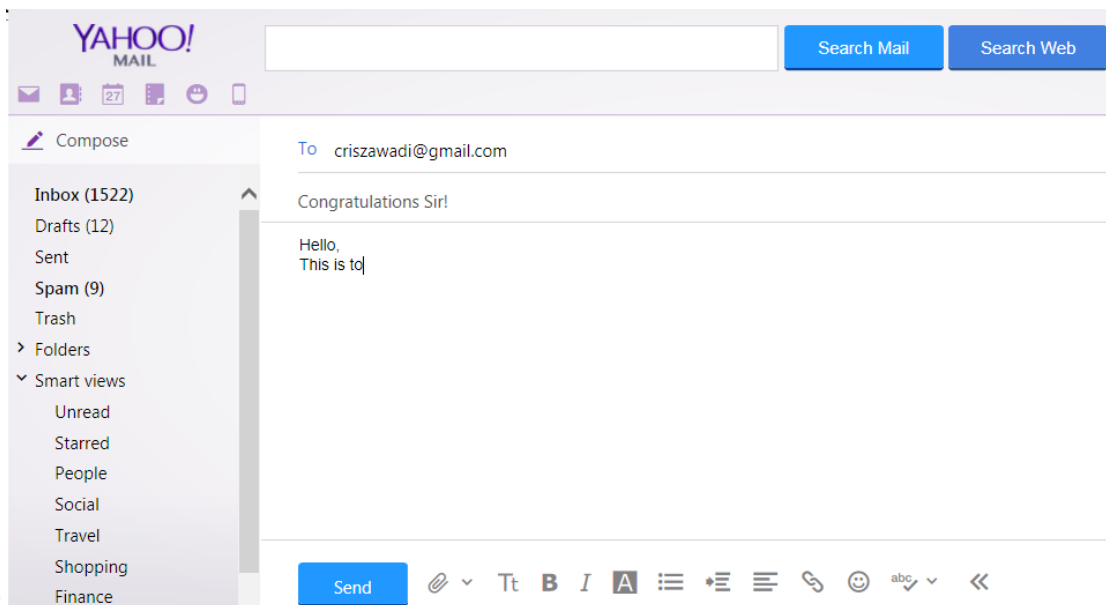 YAHOO!
MAIL
Search Mail
Search Web
27
Compose
To criszawadi@gmail.com
Inbox (1522)
Congratulations Sir!
Drafts (12)
Hello,
This is to
Sent
Spam (9)
Trash
Folders
Smart views
Unread
Starred
People
Social
Travel
Shopping
Finance
Send
Tt B I A
abc